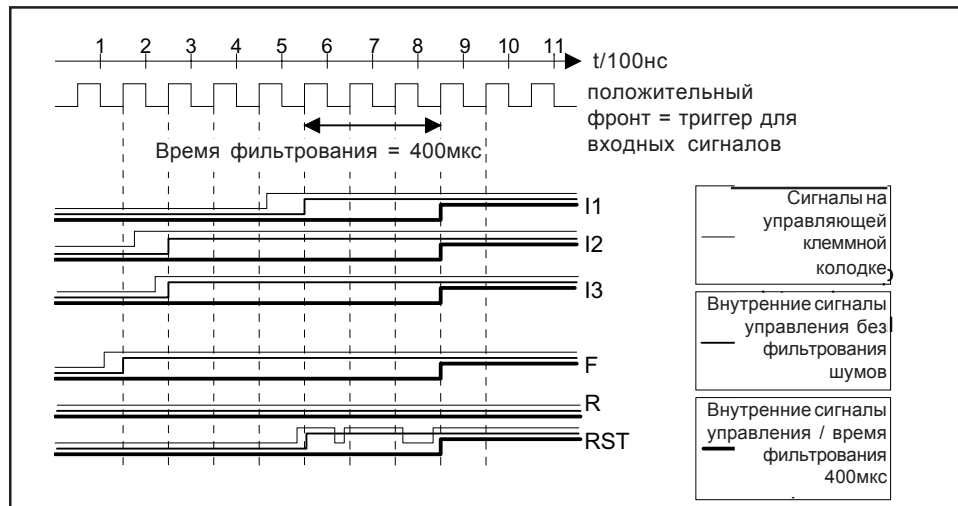 1 2 3 4 5 6 7 8 9 10 11
t/100нс
положительный
фронт = триггер для
входных сигналов
Время фильтрования = 400мкс
I1
I2
I3
F
R
RST
Сигналы на
управляющей
клеммной
колодке
Внутренние сигналы
управления без
фильтрования
шумов
Внутренние сигналы
управления / время
фильтрования
400мкс